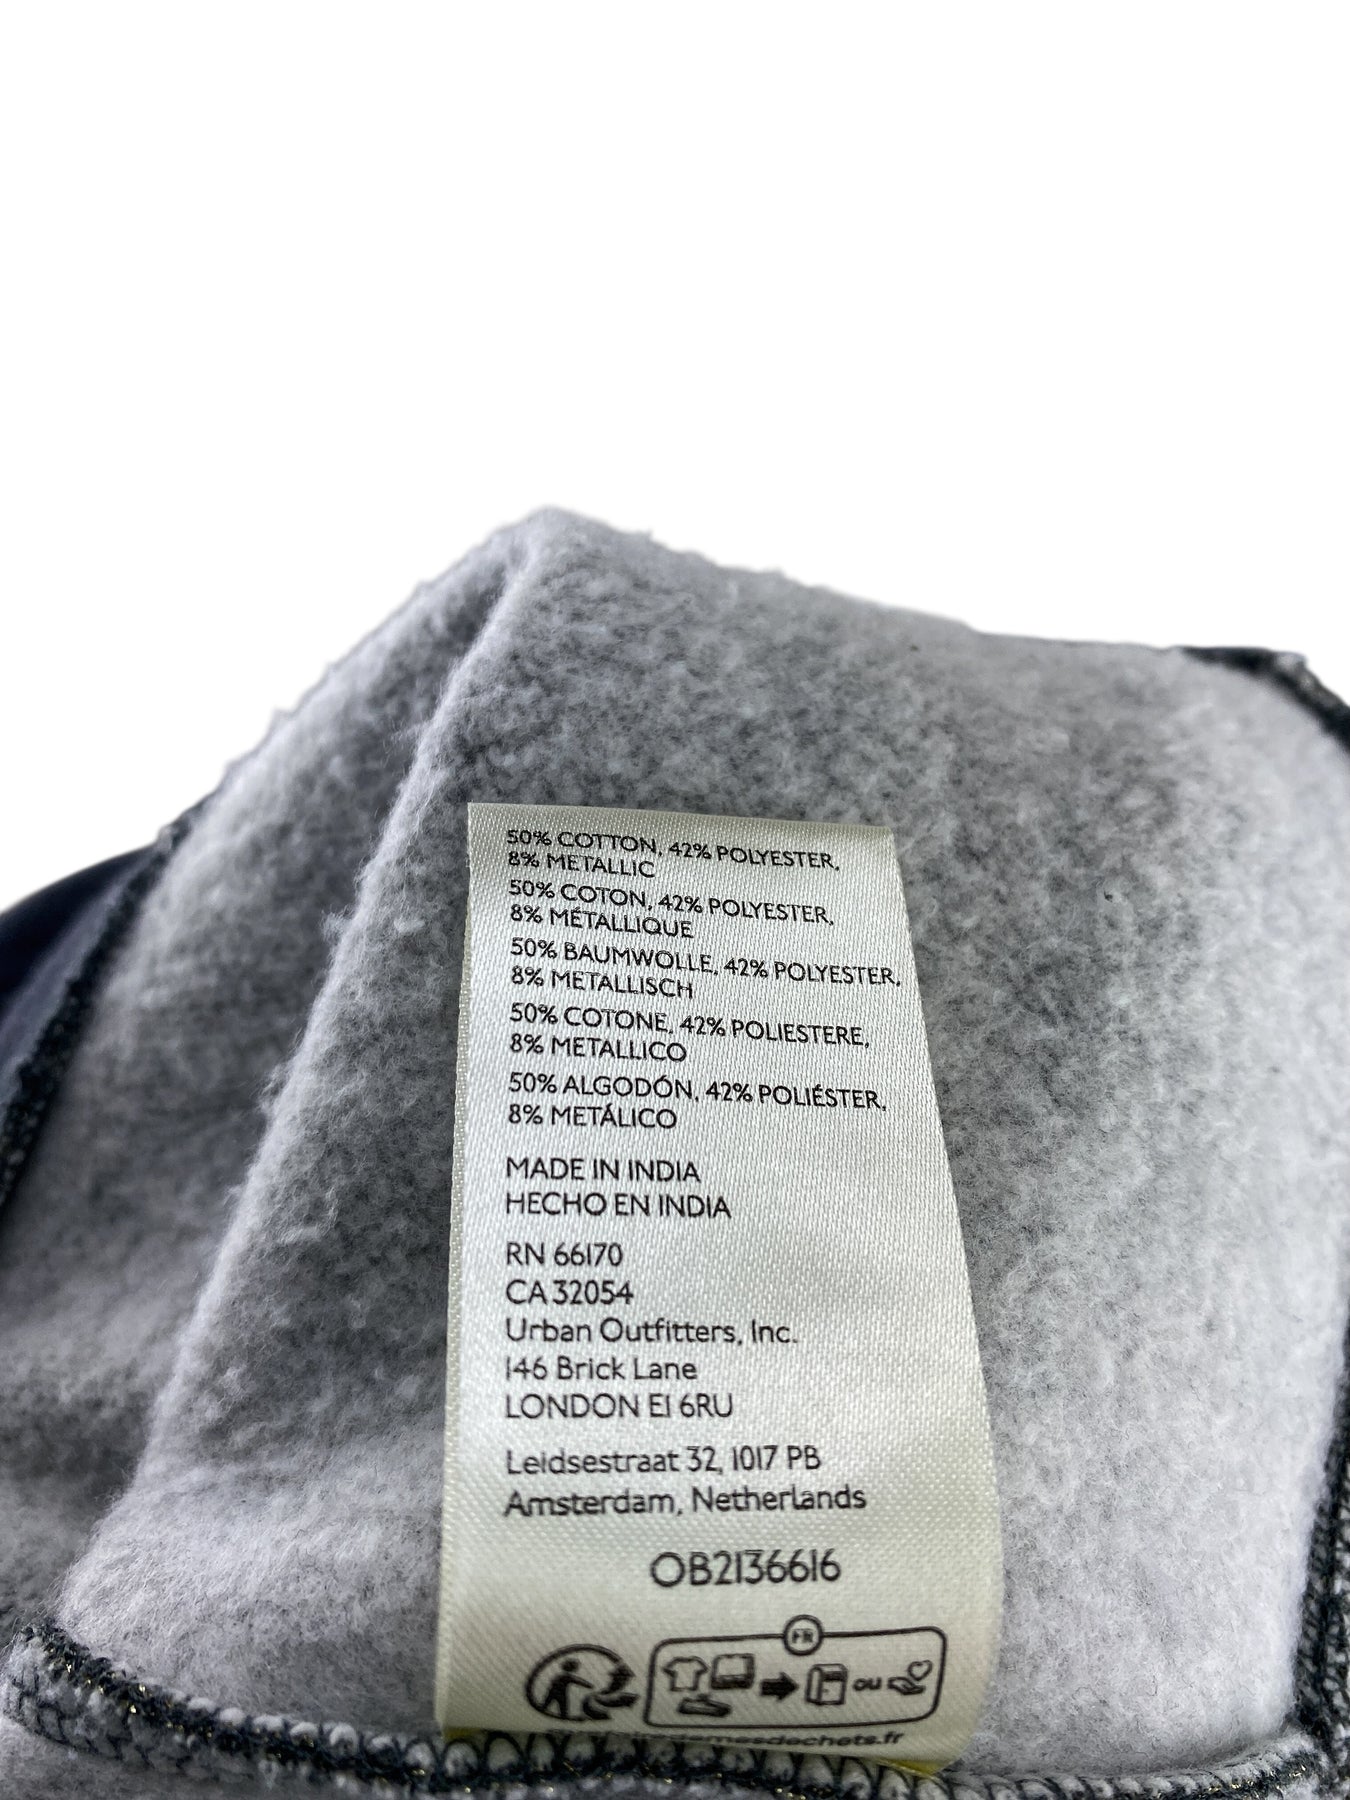 50% COTTON, 42% POLYESTER,
8% METALLIC
50% COTON, 42% POLYESTER,
8% MÉTALLIQUE
50% BAUMWOLLE, 42% POLYESTER,
8% METALLISCH
50% COTONE, 42% POLIESTERE,
8% METALLICO
50% ALGODÓN, 42% POLIÉSTER,
8% METÁLICO
MADE IN INDIA
HECHO EN INDIA
RN 66170
CA 32054
Urban Outfitters, Inc.
146 Brick Lane
LONDON E1 6RU
Leidsestraat 32, 1017 PB
Amsterdam, Netherlands
OB2136616
FR
OU